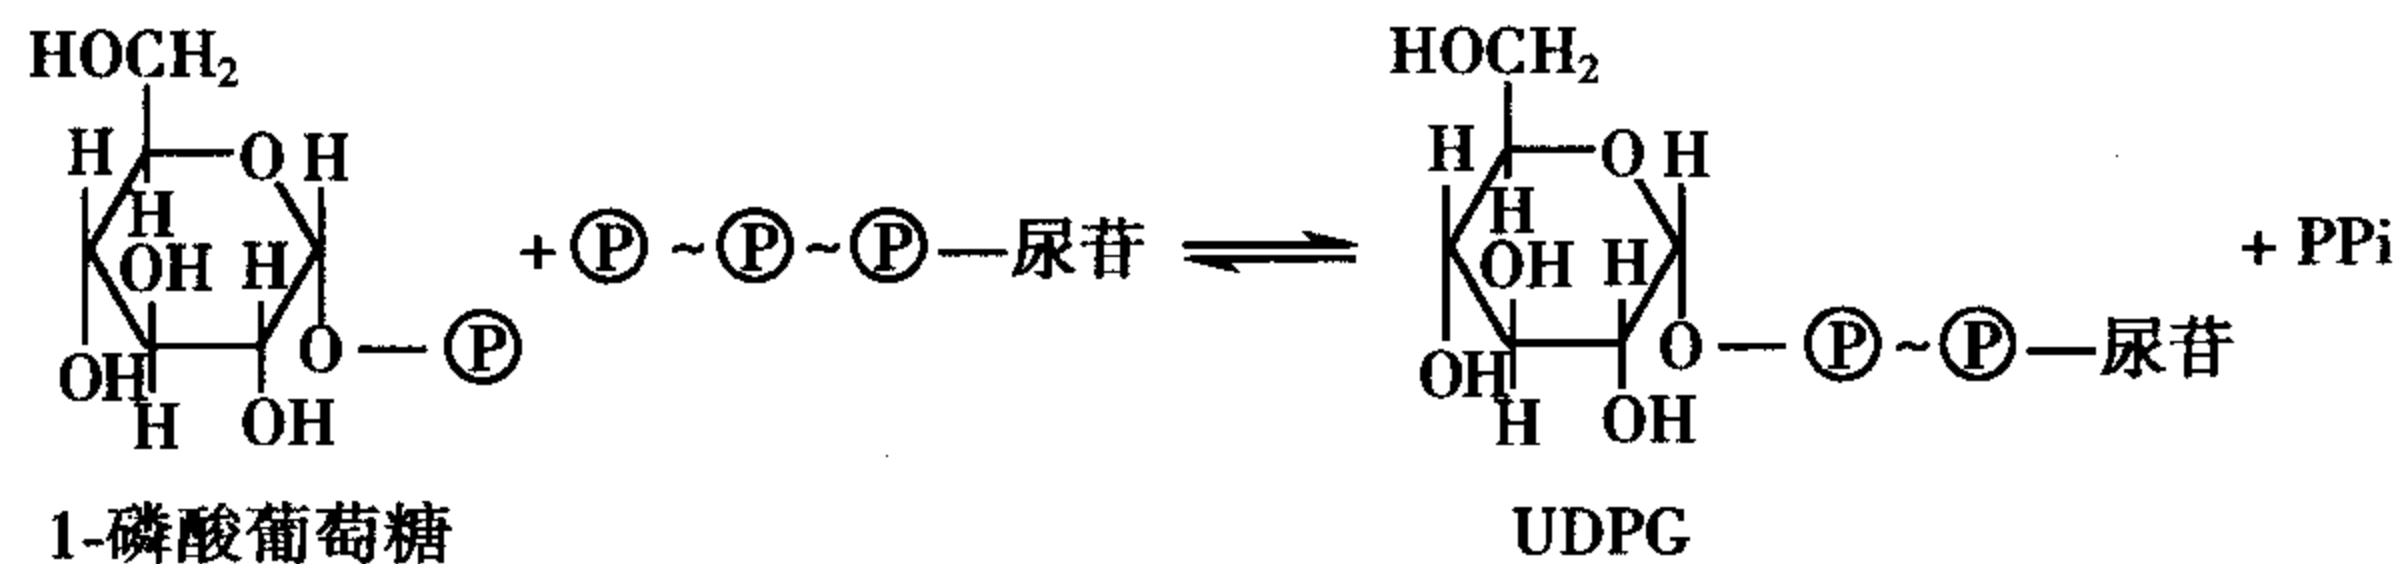 HOCH₂
HOCH₂
H O H
H O H
H
H
OH H
+ Ⓟ ~ Ⓟ ~ Ⓟ — 尿苷 ⇌
OH H
+ PPi
OH
O — Ⓟ
OH
O — Ⓟ ~ Ⓟ — 尿苷
H OH
H OH
1-磷酸葡萄糖
UDPG